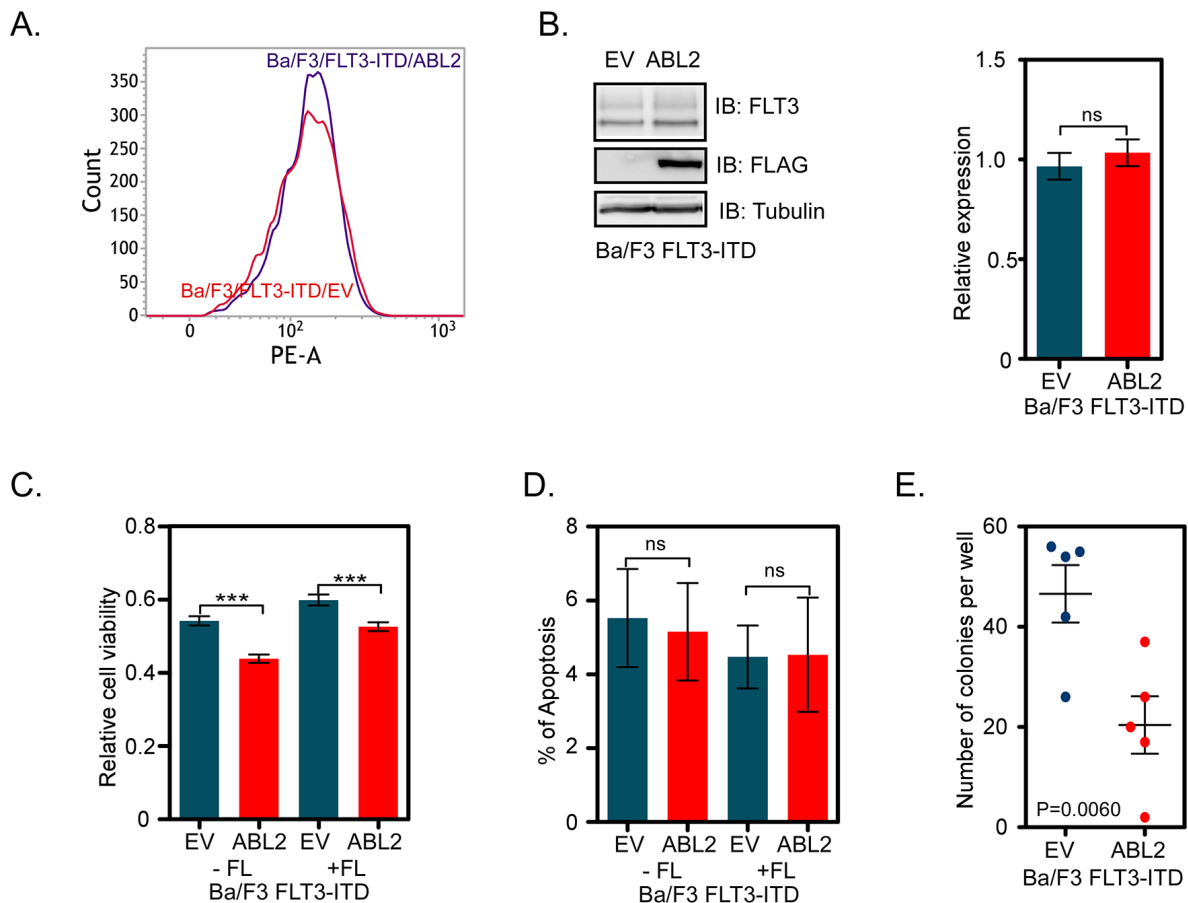 A.
Ba/F3/FLT3-ITD/ABL2
350
300
250
200
150
100
50
0
Count
Ba/F3/FLT3-ITD/EV
0 10² 10³
PE-A
B.
EV ABL2
IB: FLT3
IB: FLAG
IB: Tubulin
Ba/F3 FLT3-ITD
1.5
1.0
0.5
0
Relative expression
ns
EV ABL2
Ba/F3 FLT3-ITD
C.
0.8
0.6
0.4
0.2
0
Relative cell viability
*** ***
EV ABL2 EV ABL2
- FL +FL
Ba/F3 FLT3-ITD
D.
8
6
4
2
0
% of Apoptosis
ns ns
EV ABL2 EV ABL2
- FL +FL
Ba/F3 FLT3-ITD
E.
60
40
20
0
Number of colonies per well
P=0.0060
EV ABL2
Ba/F3 FLT3-ITD